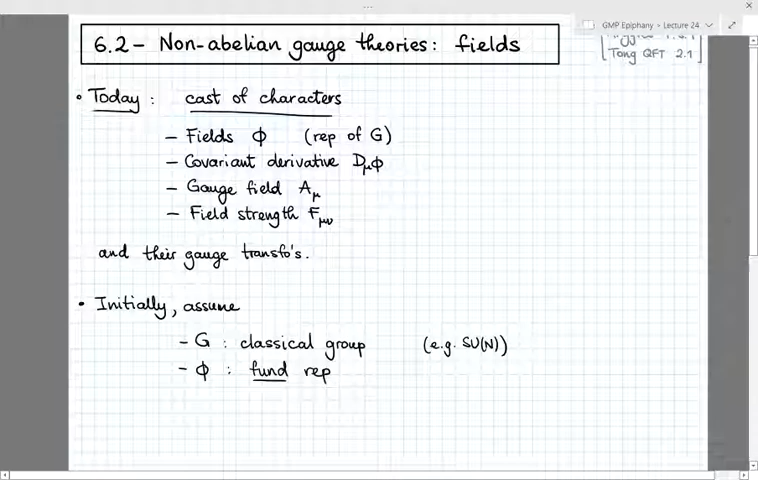 GMP Epiphany - Lecture 24
6.2 – Non-abelian gauge theories: fields
Tong QFT 2.1]
• Today: cast of characters
– Fields ϕ (rep of G)
– Covariant derivative D_μϕ
– Gauge field A_μ
– Field strength F_μν
and their gauge transfo's.
• Initially, assume
– G : classical group (e.g. SU(N))
– ϕ : fund rep